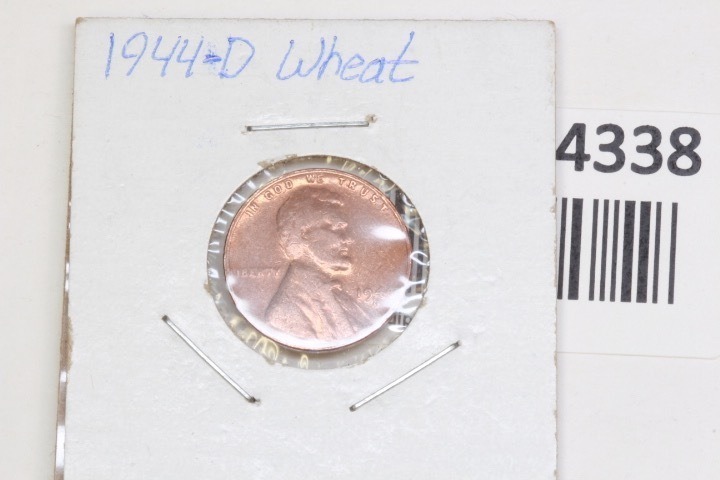 1944-D Wheat
4338
IN GOD WE TRUST
LIBERTY